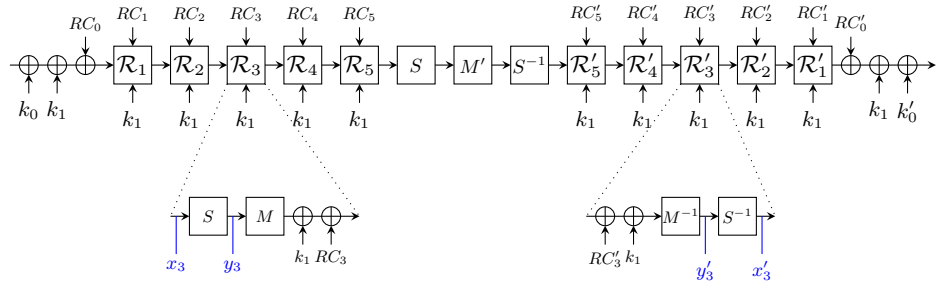 RC₁ RC₂ RC₃ RC₄ RC₅ RC′₅ RC′₄ RC′₃ RC′₂ RC′₁
RC₀ RC′₀
R₁ R₂ R₃ R₄ R₅ S M′ S⁻¹ R′₅ R′₄ R′₃ R′₂ R′₁
k₀ k₁ k₁ k₁ k₁ k₁ k₁ k₁ k₁ k₁ k₁ k₁ k₁ k′₀
S M M⁻¹ S⁻¹
k₁ RC₃ RC′₃ k₁
x₃ y₃ y′₃ x′₃